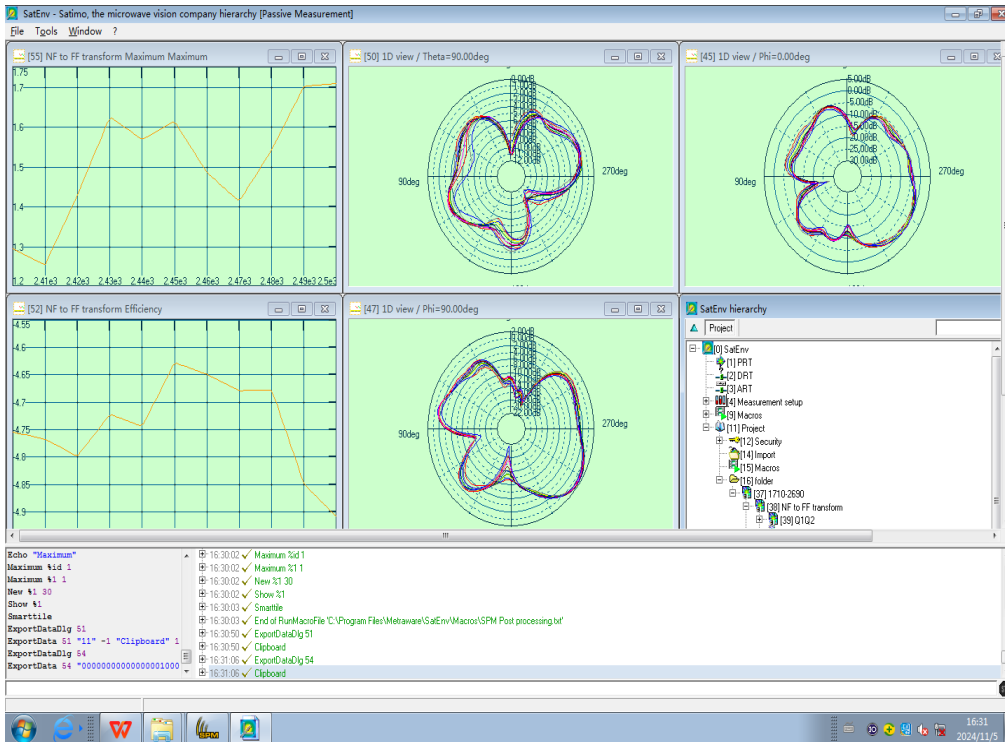 SatEnv - Satimo, the microwave vision company hierarchy [Passive Measurement]
File Tools Window ?
[55] NF to FF transform Maximum Maximum
1.75
1.7
1.6
1.5
1.4
1.3
1.2 2.41e3 2.42e3 2.43e3 2.44e3 2.45e3 2.46e3 2.47e3 2.48e3 2.49e3 2.5e3
[50] 1D view / Theta=90.00deg
0.00dB
90deg
270deg
[45] 1D view / Phi=0.00deg
5.00dB
0.00dB
-5.00dB
90deg
270deg
[52] NF to FF transform Efficiency
-4.55
-4.6
-4.65
-4.7
-4.75
-4.8
-4.85
-4.9
[47] 1D view / Phi=90.00deg
2.00dB
90deg
270deg
SatEnv hierarchy
Project
[0] SatEnv
[1] PRT
[2] DRT
[3] ART
[4] Measurement setup
[9] Macros
[11] Project
[12] Security
[14] Import
[15] Macros
[16] folder
[37] 1710-2690
[38] NF to FF transform
[39] Q1Q2
Echo "Maximum"
Maximum %id 1
Maximum %1 1
New %1 30
Show %1
Smarttile
ExportDataDlg 51
ExportData 51 "11" -1 "Clipboard" 1
ExportDataDlg 54
ExportData 54 "00000000000000001000
16:30:02 Maximum %id 1
16:30:02 Maximum %1 1
16:30:02 New %1 30
16:30:02 Show %1
16:30:03 Smarttile
16:30:03 End of RunMacroFile 'C:\Program Files\Metraware\SatEnv\Macros\SPM Post processing.txt'
16:30:50 ExportDataDlg 51
16:30:50 Clipboard
16:31:06 ExportDataDlg 54
16:31:06 Clipboard
SPM
16:31
2024/11/5